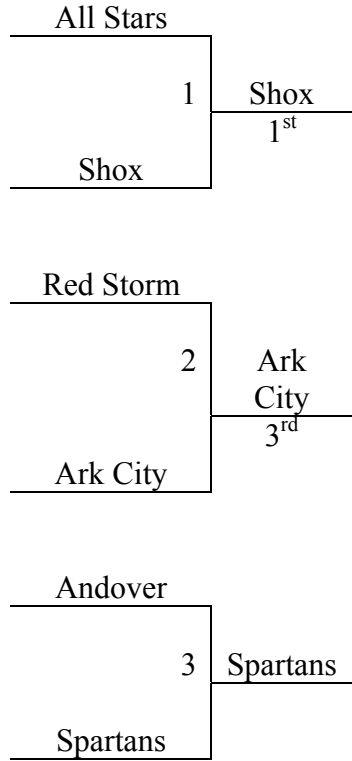 All Stars
1 Shox
1st
Shox
Red Storm
2 Ark
City
3rd
Ark City
Andover
3 Spartans
Spartans